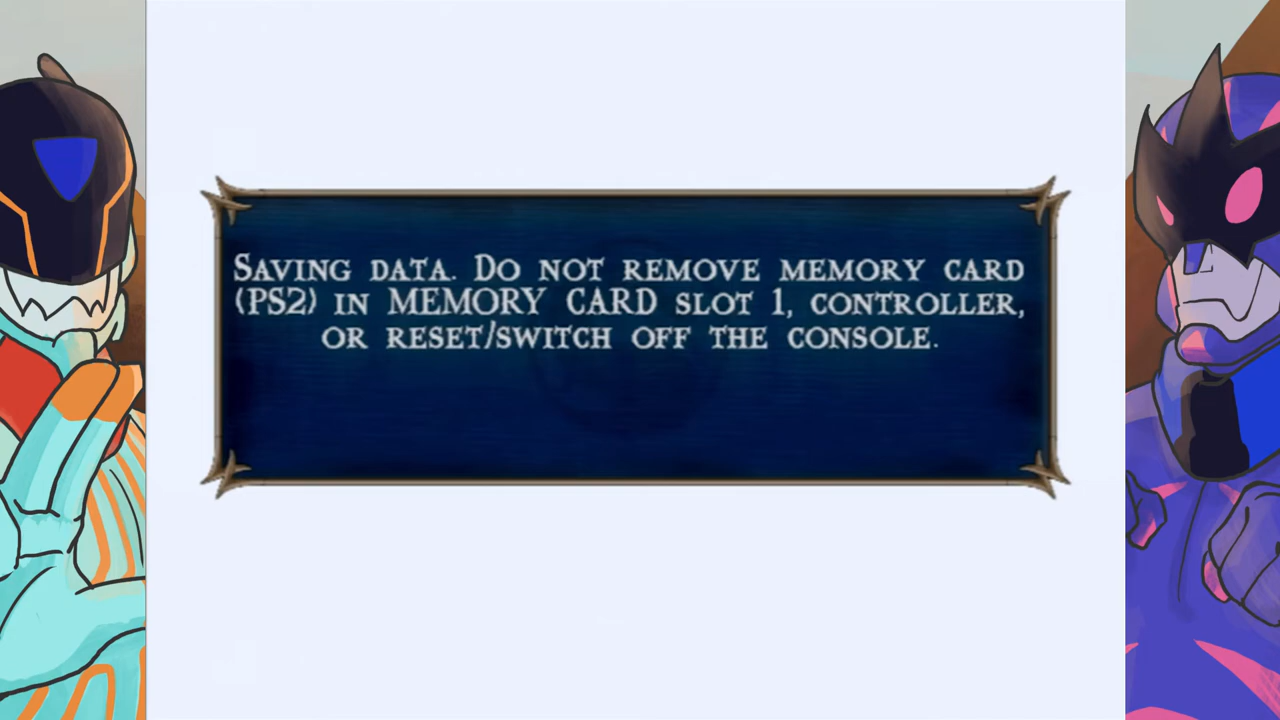 Saving data. Do not remove memory card
(PS2) in MEMORY CARD slot 1, controller,
or reset/switch off the console.